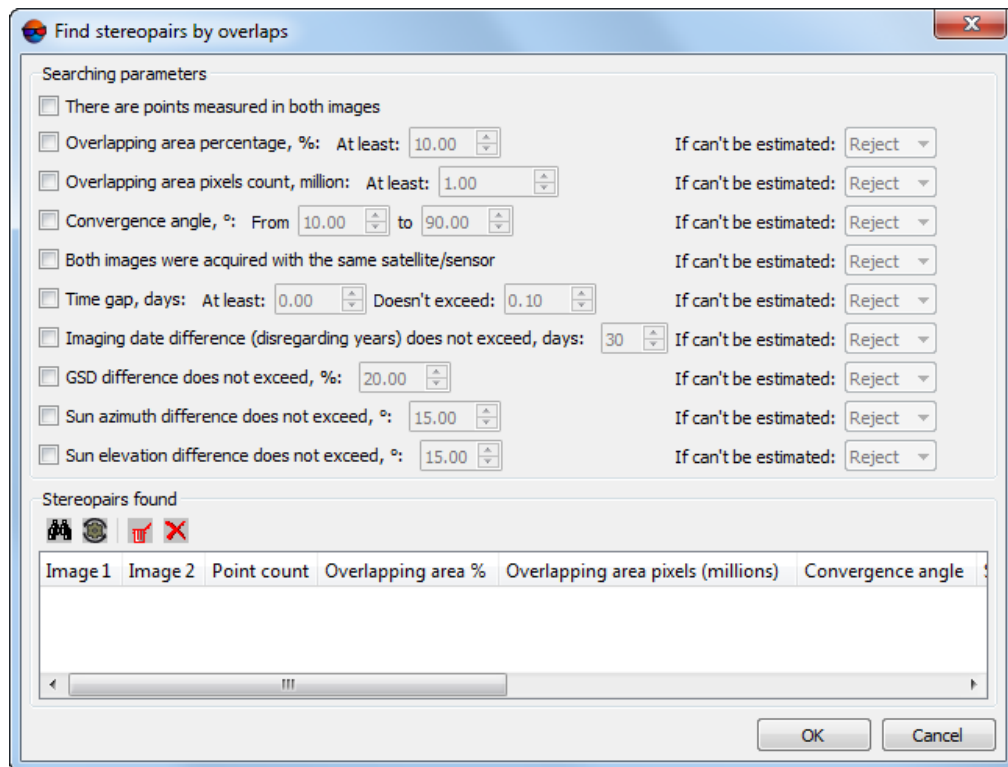 Find stereopairs by overlaps
Searching parameters
There are points measured in both images
Overlapping area percentage, %: At least: 10.00 If can't be estimated: Reject
Overlapping area pixels count, million: At least: 1.00 If can't be estimated: Reject
Convergence angle, º: From 10.00 to 90.00 If can't be estimated: Reject
Both images were acquired with the same satellite/sensor If can't be estimated: Reject
Time gap, days: At least: 0.00 Doesn't exceed: 0.10 If can't be estimated: Reject
Imaging date difference (disregarding years) does not exceed, days: 30 If can't be estimated: Reject
GSD difference does not exceed, %: 20.00 If can't be estimated: Reject
Sun azimuth difference does not exceed, º: 15.00 If can't be estimated: Reject
Sun elevation difference does not exceed, º: 15.00 If can't be estimated: Reject
Stereopairs found
Image 1 Image 2 Point count Overlapping area % Overlapping area pixels (millions) Convergence angle
OK Cancel